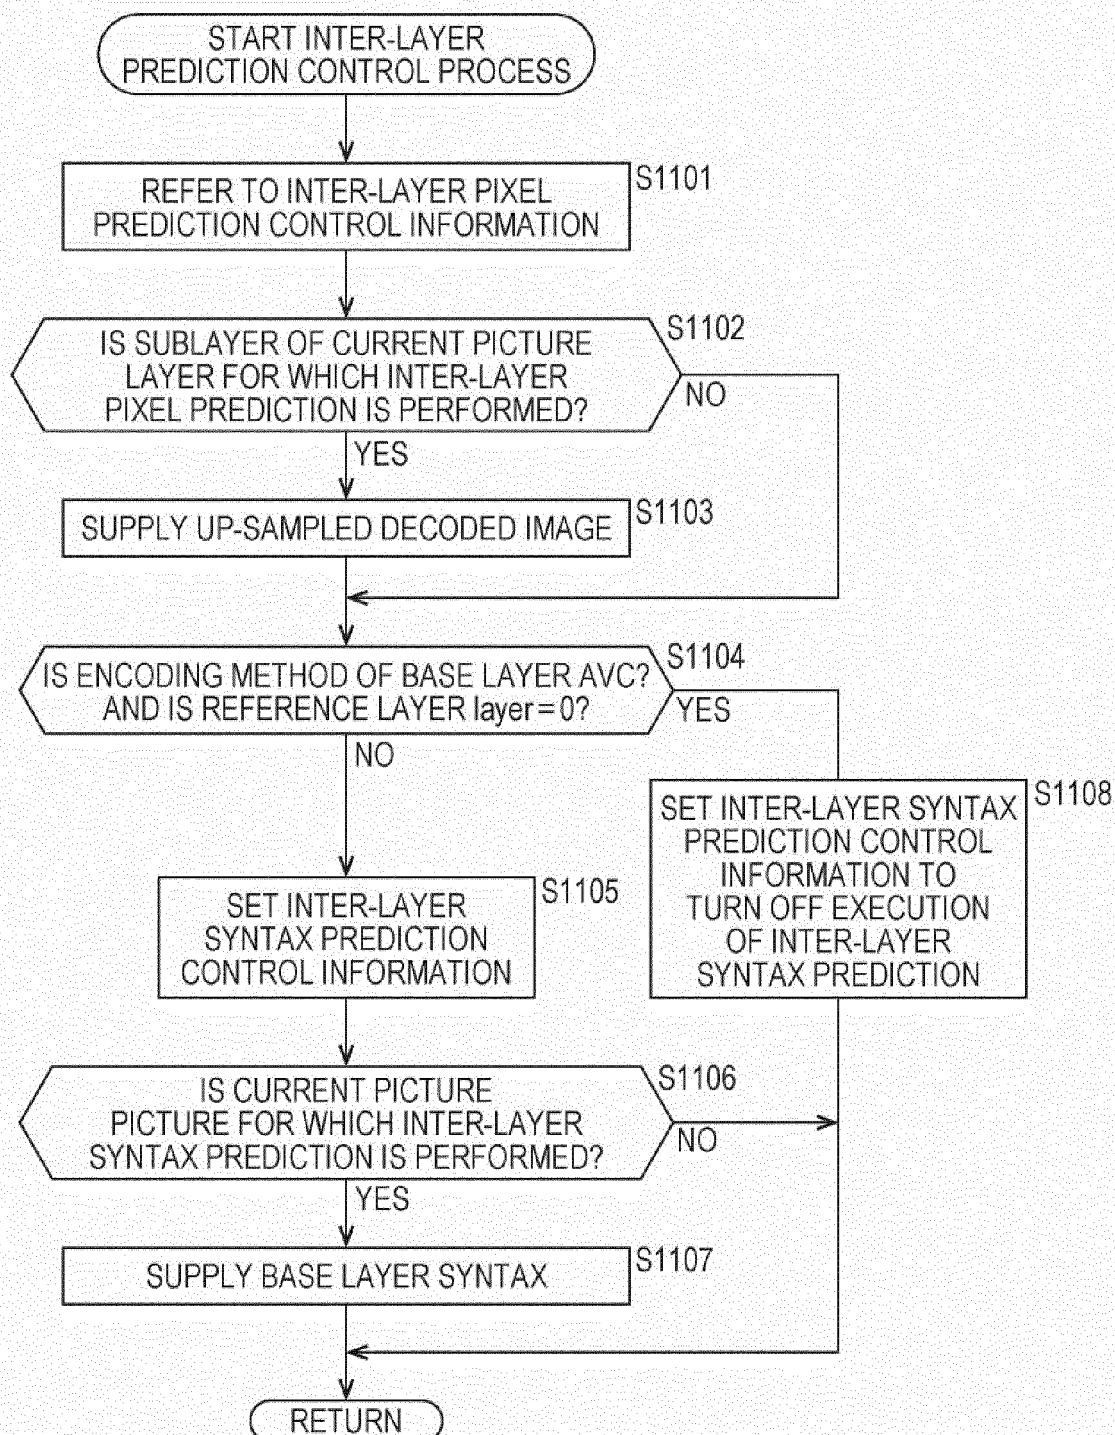 START INTER-LAYER
PREDICTION CONTROL PROCESS
S1101
REFER TO INTER-LAYER PIXEL
PREDICTION CONTROL INFORMATION
S1102
IS SUBLAYER OF CURRENT PICTURE
LAYER FOR WHICH INTER-LAYER
PIXEL PREDICTION IS PERFORMED?
NO
YES
S1103
SUPPLY UP-SAMPLED DECODED IMAGE
S1104
IS ENCODING METHOD OF BASE LAYER AVC?
AND IS REFERENCE LAYER layer=0?
YES
NO
S1108
SET INTER-LAYER SYNTAX
PREDICTION CONTROL
INFORMATION TO
TURN OFF EXECUTION
OF INTER-LAYER
SYNTAX PREDICTION
S1105
SET INTER-LAYER
SYNTAX PREDICTION
CONTROL INFORMATION
S1106
IS CURRENT PICTURE
PICTURE FOR WHICH INTER-LAYER
SYNTAX PREDICTION IS PERFORMED?
NO
YES
S1107
SUPPLY BASE LAYER SYNTAX
RETURN